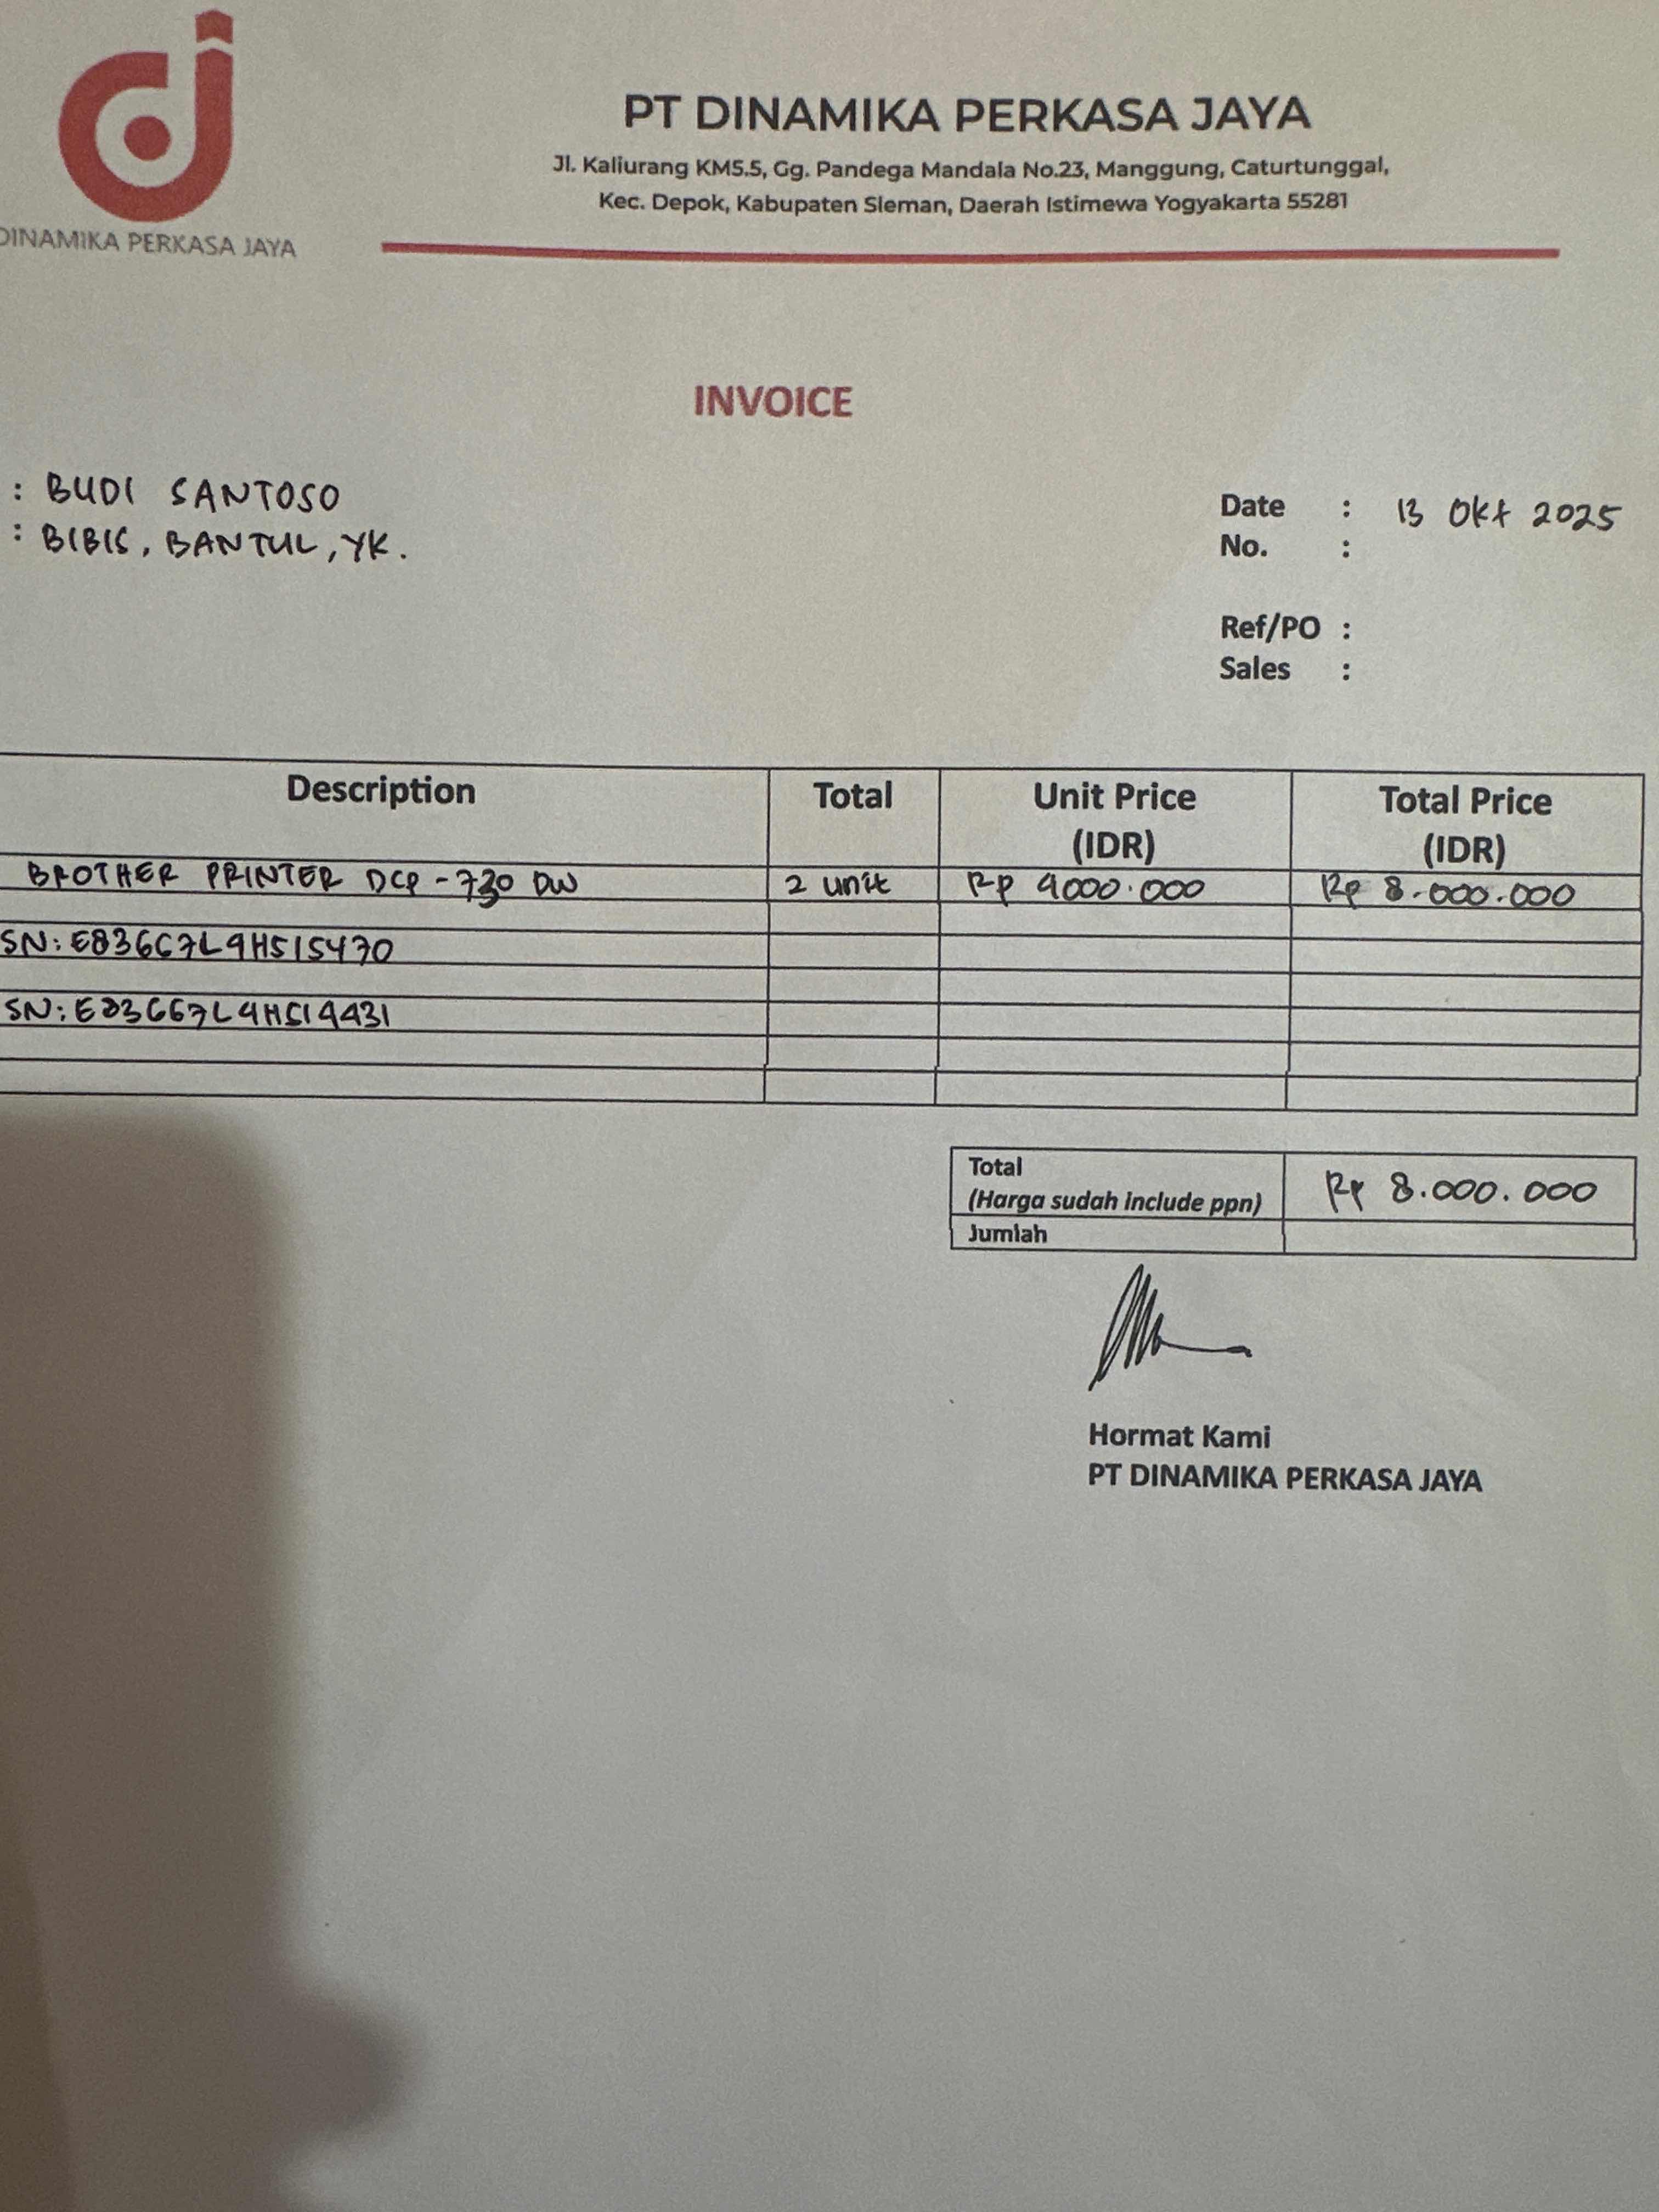 PT DINAMIKA PERKASA JAYA
Jl. Kaliurang KM5.5, Gg. Pandega Mandala No.23, Manggung, Caturtunggal,
Kec. Depok, Kabupaten Sleman, Daerah Istimewa Yogyakarta 55281
DINAMIKA PERKASA JAYA
INVOICE
: BUDI SANTOSO
: BIBIS, BANTUL, YK.
Date : 13 Okt 2025
No. :
Ref/PO :
Sales :
Description Total Unit Price (IDR) Total Price (IDR)
BROTHER PRINTER DCP-730 DW 2 unit Rp 4000.000 Rp 8.000.000
SN: E83667L4H515470
SN: E83667L4H514431
Total
(Harga sudah include ppn) Rp 8.000.000
Jumlah
Hormat Kami
PT DINAMIKA PERKASA JAYA